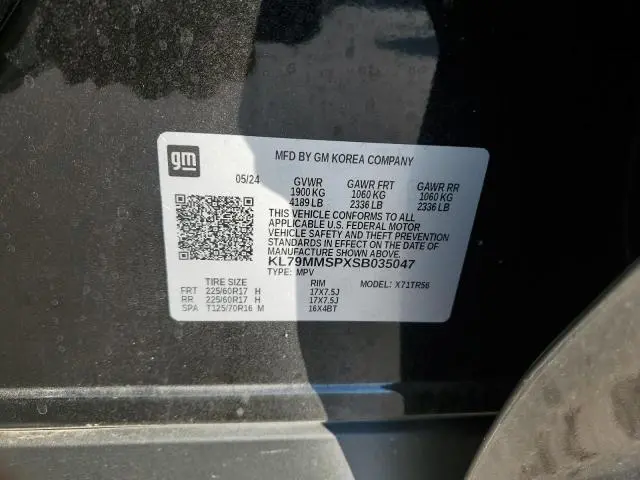 gm
MFD BY GM KOREA COMPANY
05/24 GVWR GAWR FRT GAWR RR
1900 KG 1060 KG 1060 KG
4189 LB 2336 LB 2336 LB
THIS VEHICLE CONFORMS TO ALL
APPLICABLE U.S. FEDERAL MOTOR
VEHICLE SAFETY AND THEFT PREVENTION
STANDARDS IN EFFECT ON THE DATE OF
MANUFACTURE SHOWN ABOVE.
KL79MMSPXSB035047
TYPE: MPV MODEL: X71TR56
TIRE SIZE RIM
FRT 225/60R17 H 17X7.5J
RR 225/60R17 H 17X7.5J
SPA T125/70R16 M 16X4BT